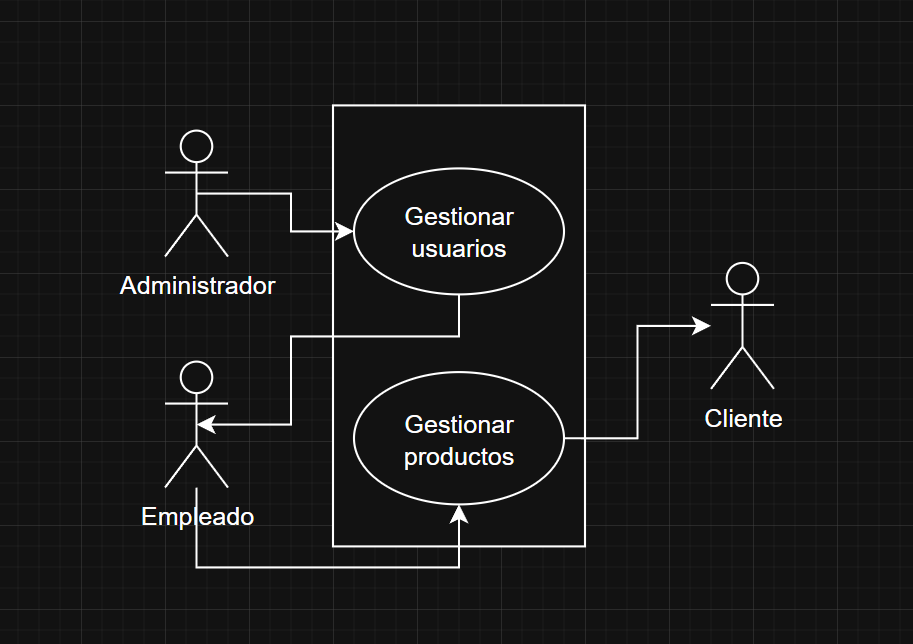 Gestionar
usuarios
Administrador
Cliente
Gestionar
productos
Empleado